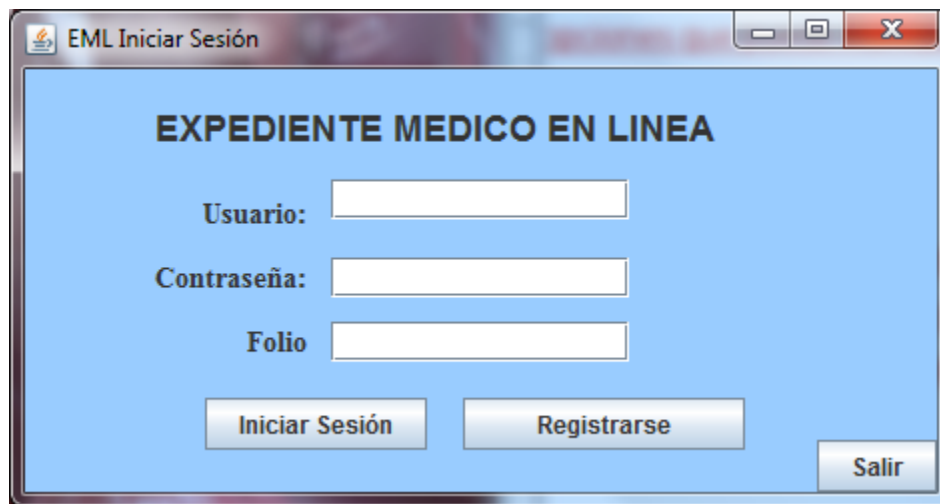 EML Iniciar Sesión
EXPEDIENTE MEDICO EN LINEA
Usuario:
Contraseña:
Folio
Iniciar Sesión Registrarse
Salir